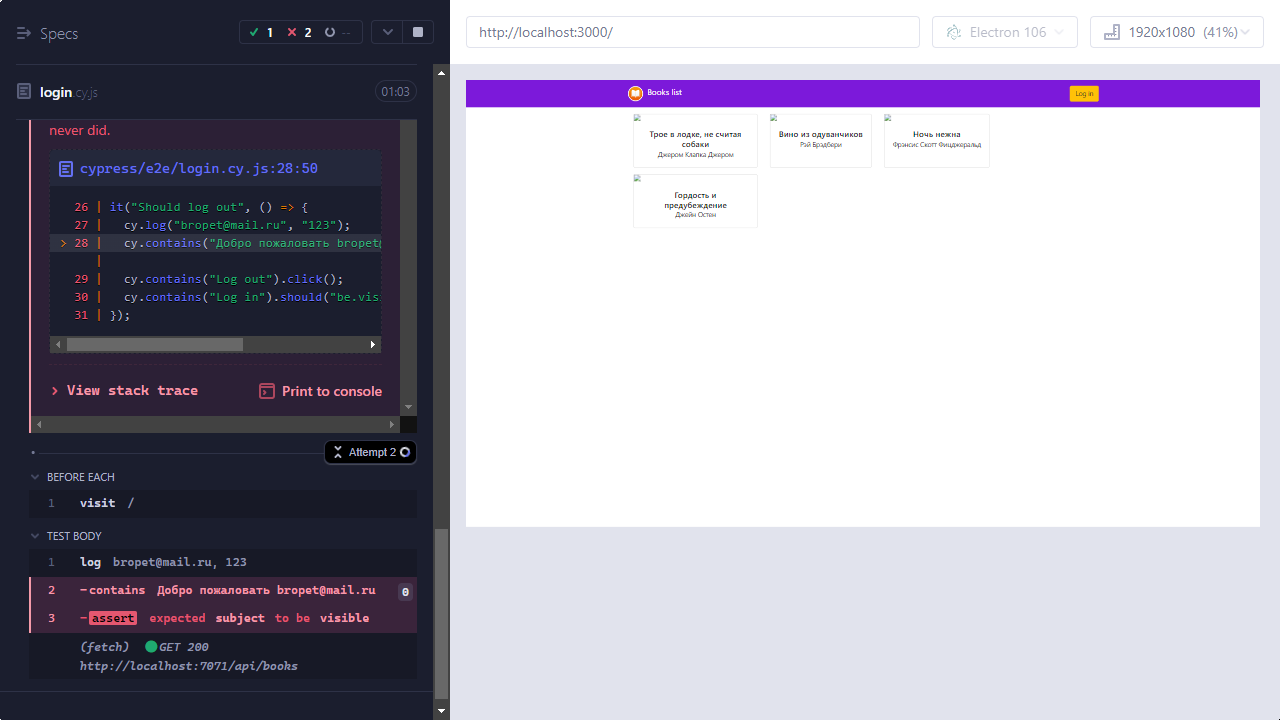 Specs
1 2 --
login.cy.js 01:03
never did.
cypress/e2e/login.cy.js:28:50
26 | it("Should log out", () => {
27 | cy.log("bropet@mail.ru", "123");
> 28 | cy.contains("Добро пожаловать bropet@
|
29 | cy.contains("Log out").click();
30 | cy.contains("Log in").should("be.vis
31 | });
> View stack trace
Print to console
Attempt 2
BEFORE EACH
1 visit /
TEST BODY
1 log bropet@mail.ru, 123
2 -contains Добро пожаловать bropet@mail.ru 0
3 -assert expected subject to be visible
(fetch) GET 200
http://localhost:7071/api/books
http://localhost:3000/
Electron 106
1920x1080 (41%)
Books list
Log in
Трое в лодке, не считая
собаки
Джером Клапка Джером
Вино из одуванчиков
Рэй Брэдбери
Ночь нежна
Фрэнсис Скотт Фицджеральд
Гордость и
предубеждение
Джейн Остен